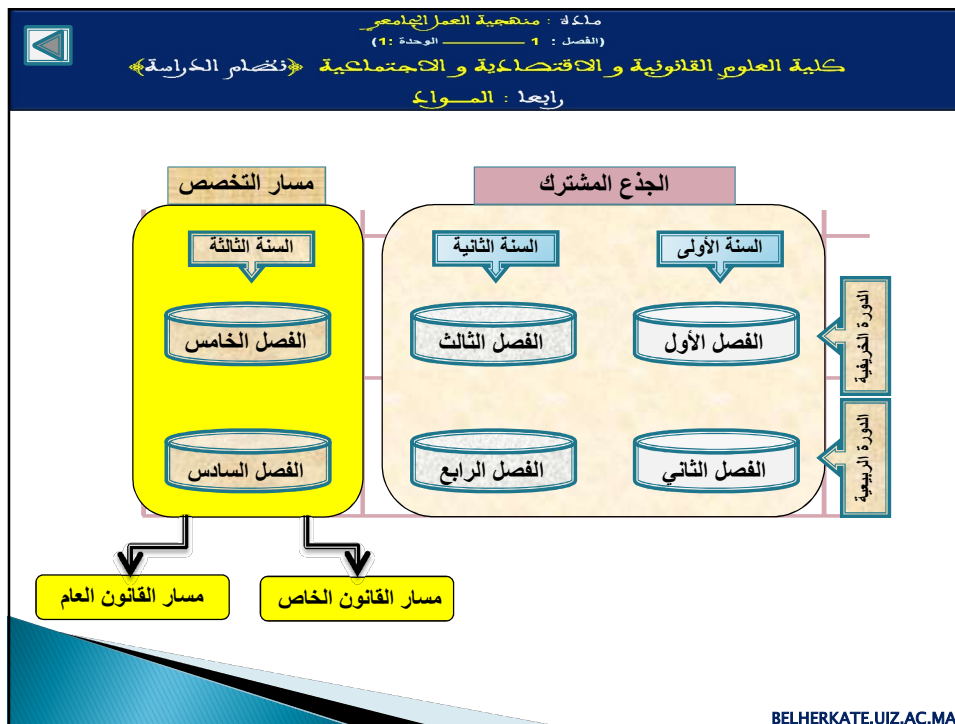 مادة : منهجية العمل الجامعي
(الفصل : 1 ــــــــــ الوحدة :1)
كلية العلوم القانونية و الاقتصادية و الاجتماعية ﴿نظام الدراسة﴾
رابعا : المـــواد
الجذع المشترك
مسار التخصص
السنة الأولى
السنة الثانية
السنة الثالثة
الدورة الخريفية
الفصل الأول
الفصل الثالث
الفصل الخامس
الدورة الربيعية
الفصل الثاني
الفصل الرابع
الفصل السادس
مسار القانون الخاص
مسار القانون العام
BELHERKATE.UIZ.AC.MA